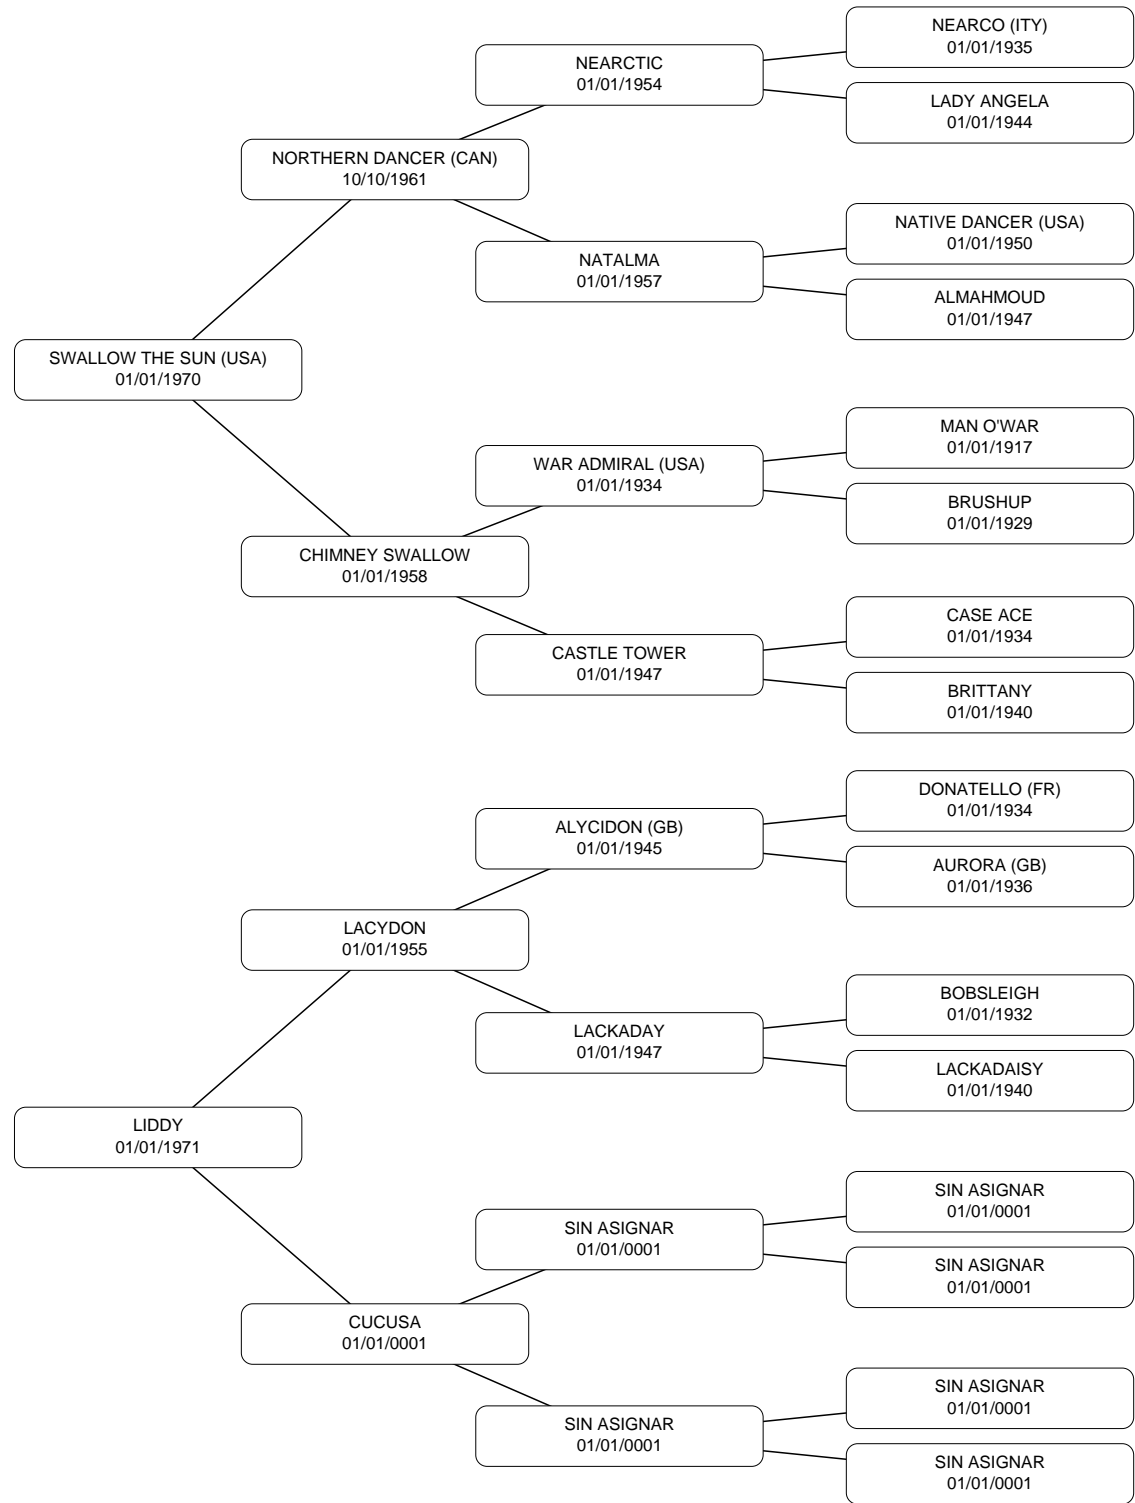 NEARCO (ITY)
01/01/1935
NEARCTIC
01/01/1954
LADY ANGELA
01/01/1944
NORTHERN DANCER (CAN)
10/10/1961
NATIVE DANCER (USA)
01/01/1950
NATALMA
01/01/1957
ALMAHMOUD
01/01/1947
SWALLOW THE SUN (USA)
01/01/1970
MAN O'WAR
01/01/1917
WAR ADMIRAL (USA)
01/01/1934
BRUSHUP
01/01/1929
CHIMNEY SWALLOW
01/01/1958
CASE ACE
01/01/1934
CASTLE TOWER
01/01/1947
BRITTANY
01/01/1940
DONATELLO (FR)
01/01/1934
ALYCIDON (GB)
01/01/1945
AURORA (GB)
01/01/1936
LACYDON
01/01/1955
BOBSLEIGH
01/01/1932
LACKADAY
01/01/1947
LACKADAISY
01/01/1940
LIDDY
01/01/1971
SIN ASIGNAR
01/01/0001
SIN ASIGNAR
01/01/0001
SIN ASIGNAR
01/01/0001
CUCUSA
01/01/0001
SIN ASIGNAR
01/01/0001
SIN ASIGNAR
01/01/0001
SIN ASIGNAR
01/01/0001